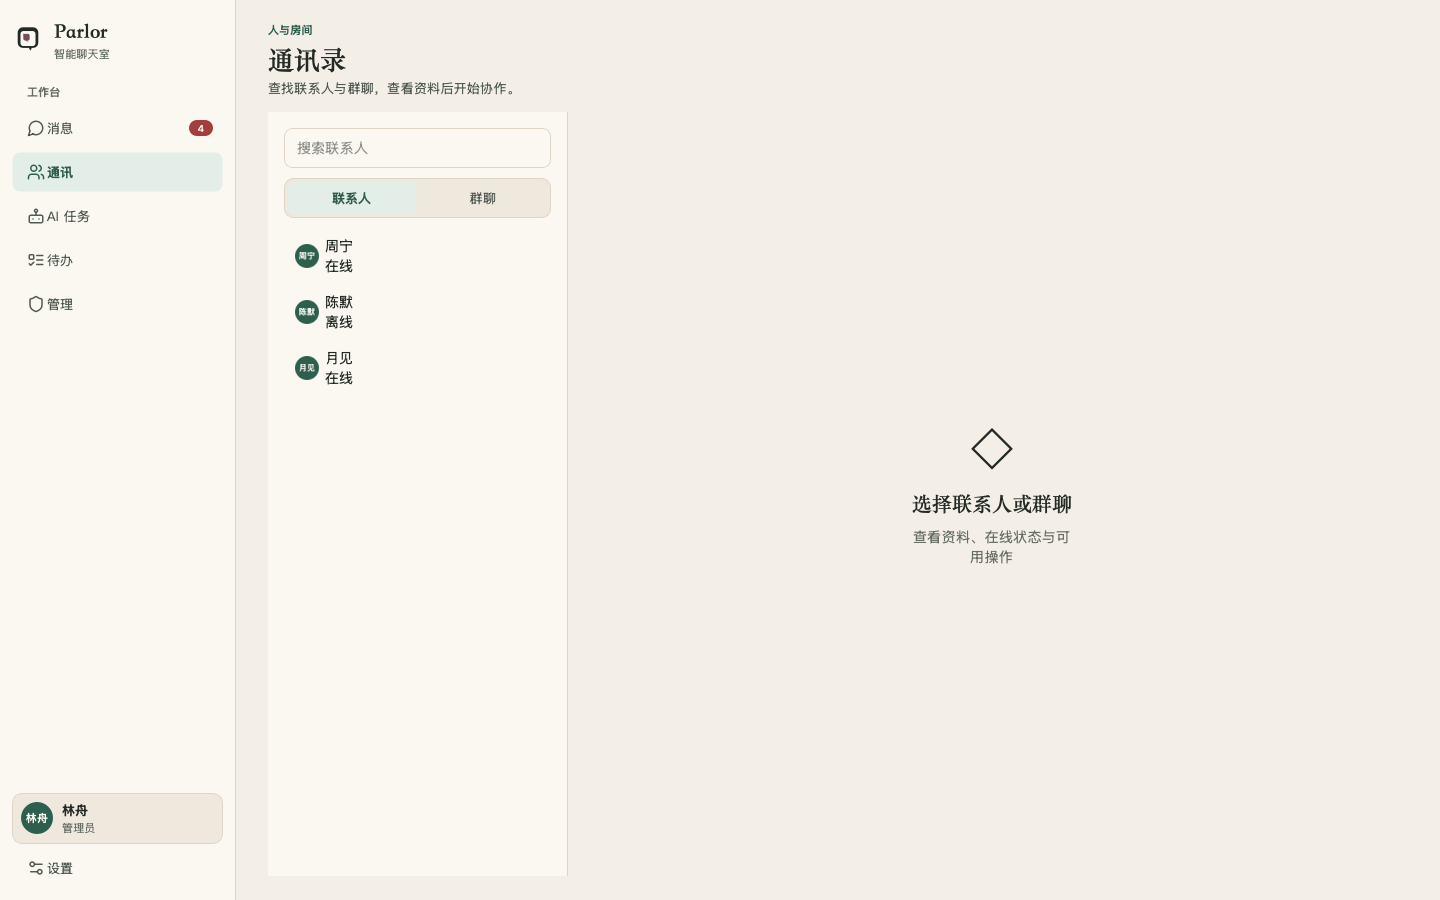 Parlor
智能聊天室
工作台
消息
4
通讯
AI 任务
待办
管理
林舟
林舟
管理员
设置
人与房间
通讯录
查找联系人与群聊，查看资料后开始协作。
搜索联系人
联系人
群聊
周宁
周宁
在线
陈默
陈默
离线
月见
月见
在线
选择联系人或群聊
查看资料、在线状态与可
用操作